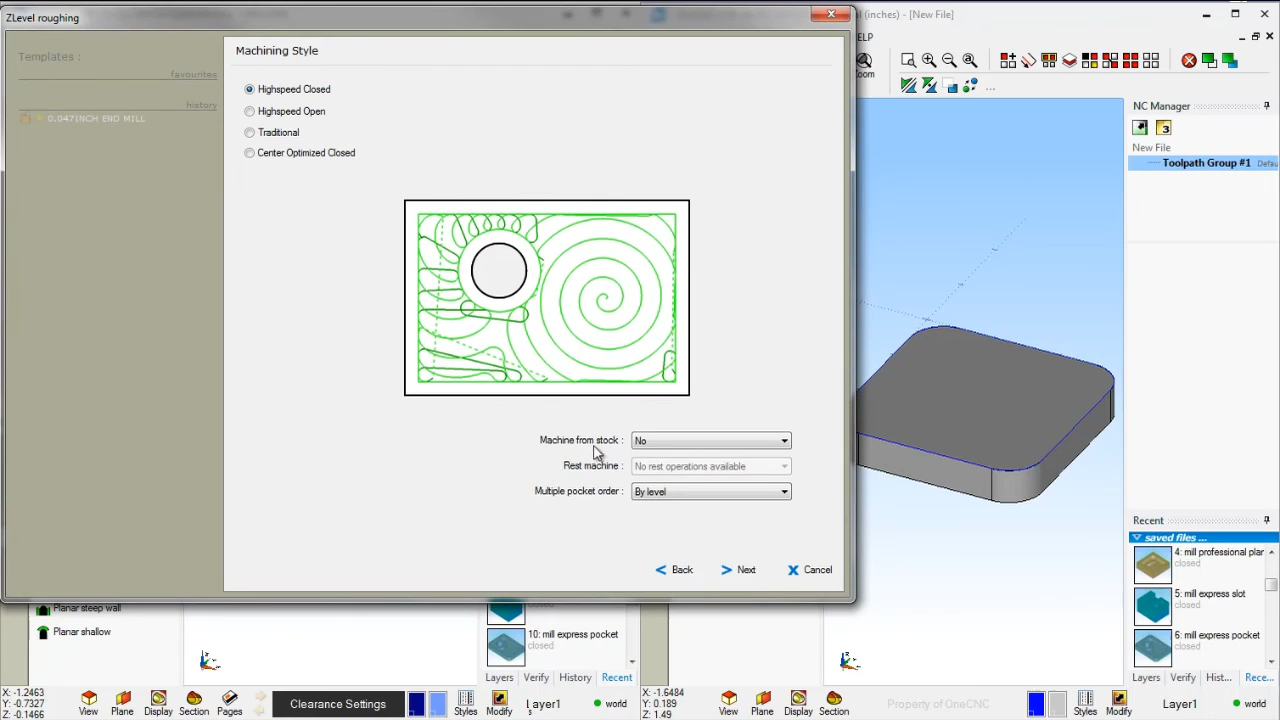 ZLevel roughing
Templates :
favourites
history
0.047INCH END MILL
Machining Style
Highspeed Closed
Highspeed Open
Traditional
Center Optimized Closed
Machine from stock :
No
Rest machine :
No rest operations available
Multiple pocket order :
By level
Back
Next
Cancel
(inches) - [New File]
ELP
Zoom
NC Manager
3
New File
Toolpath Group #1
Recent
saved files ...
4: mill professional plar
closed
5: mill express slot
closed
6: mill express pocket
closed
Layers
Verify
Hist...
Rece...
Planar steep wall
Planar shallow
closed
10: mill express pocket
closed
Layers
Verify
History
Recent
X: -1.2463
Y: -0.7327
Z: -0.1466
View
Plane
Display
Section
Pages
Clearance Settings
Styles
Modify
Layer1
world
X: -1.6484
Y: 0.189
Z: 1.49
View
Plane
Display
Section
Property of OneCNC
Styles
Modify
Layer1
world